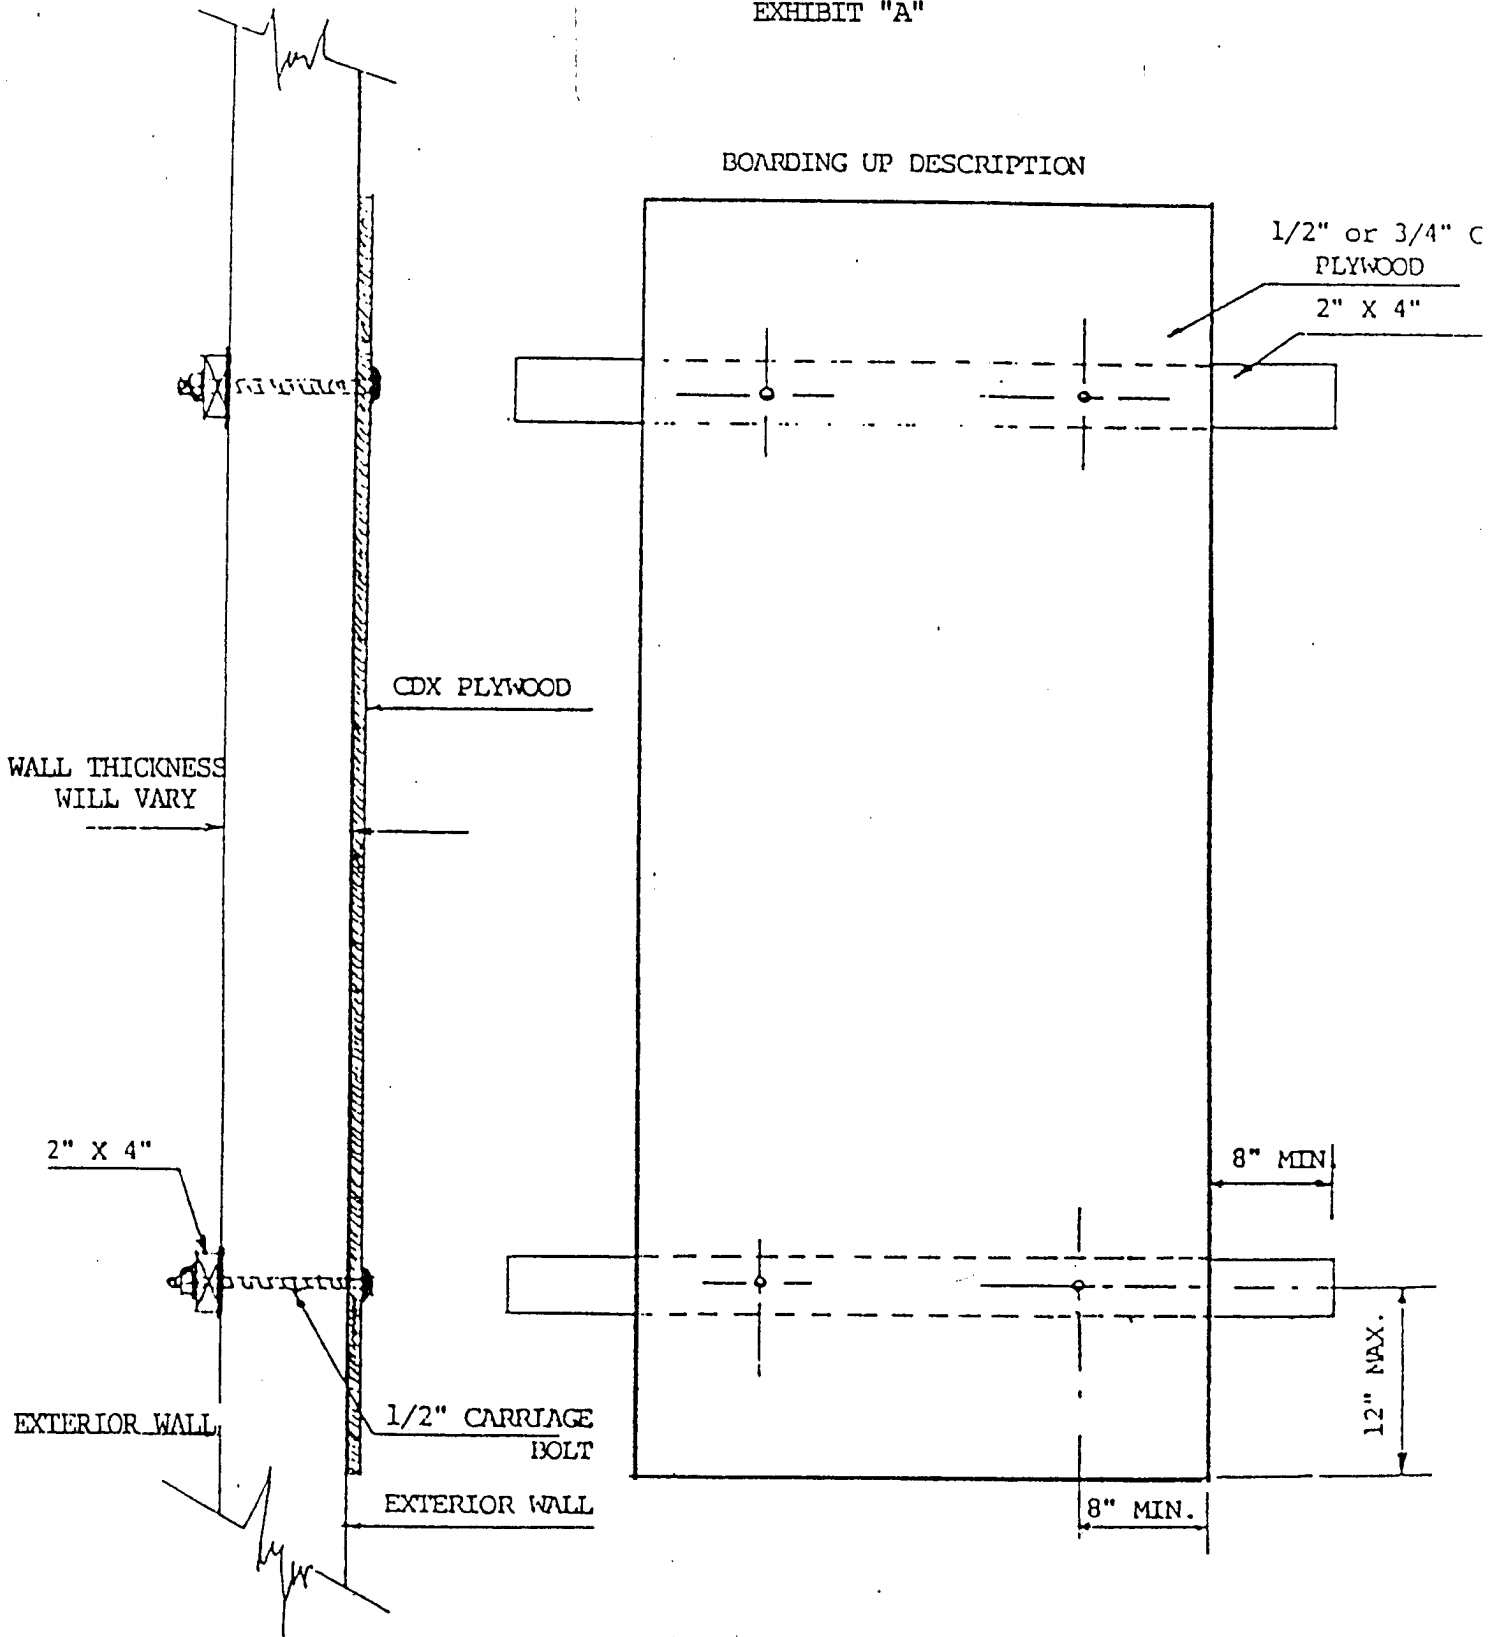 EXHIBIT "A"
BOARDING UP DESCRIPTION
1/2" or 3/4" C
PLYWOOD
2" X 4"
CDX PLYWOOD
WALL THICKNESS
WILL VARY
2" X 4"
8" MIN
12" MAX.
EXTERIOR WALL
1/2" CARRIAGE
BOLT
EXTERIOR WALL
8" MIN.